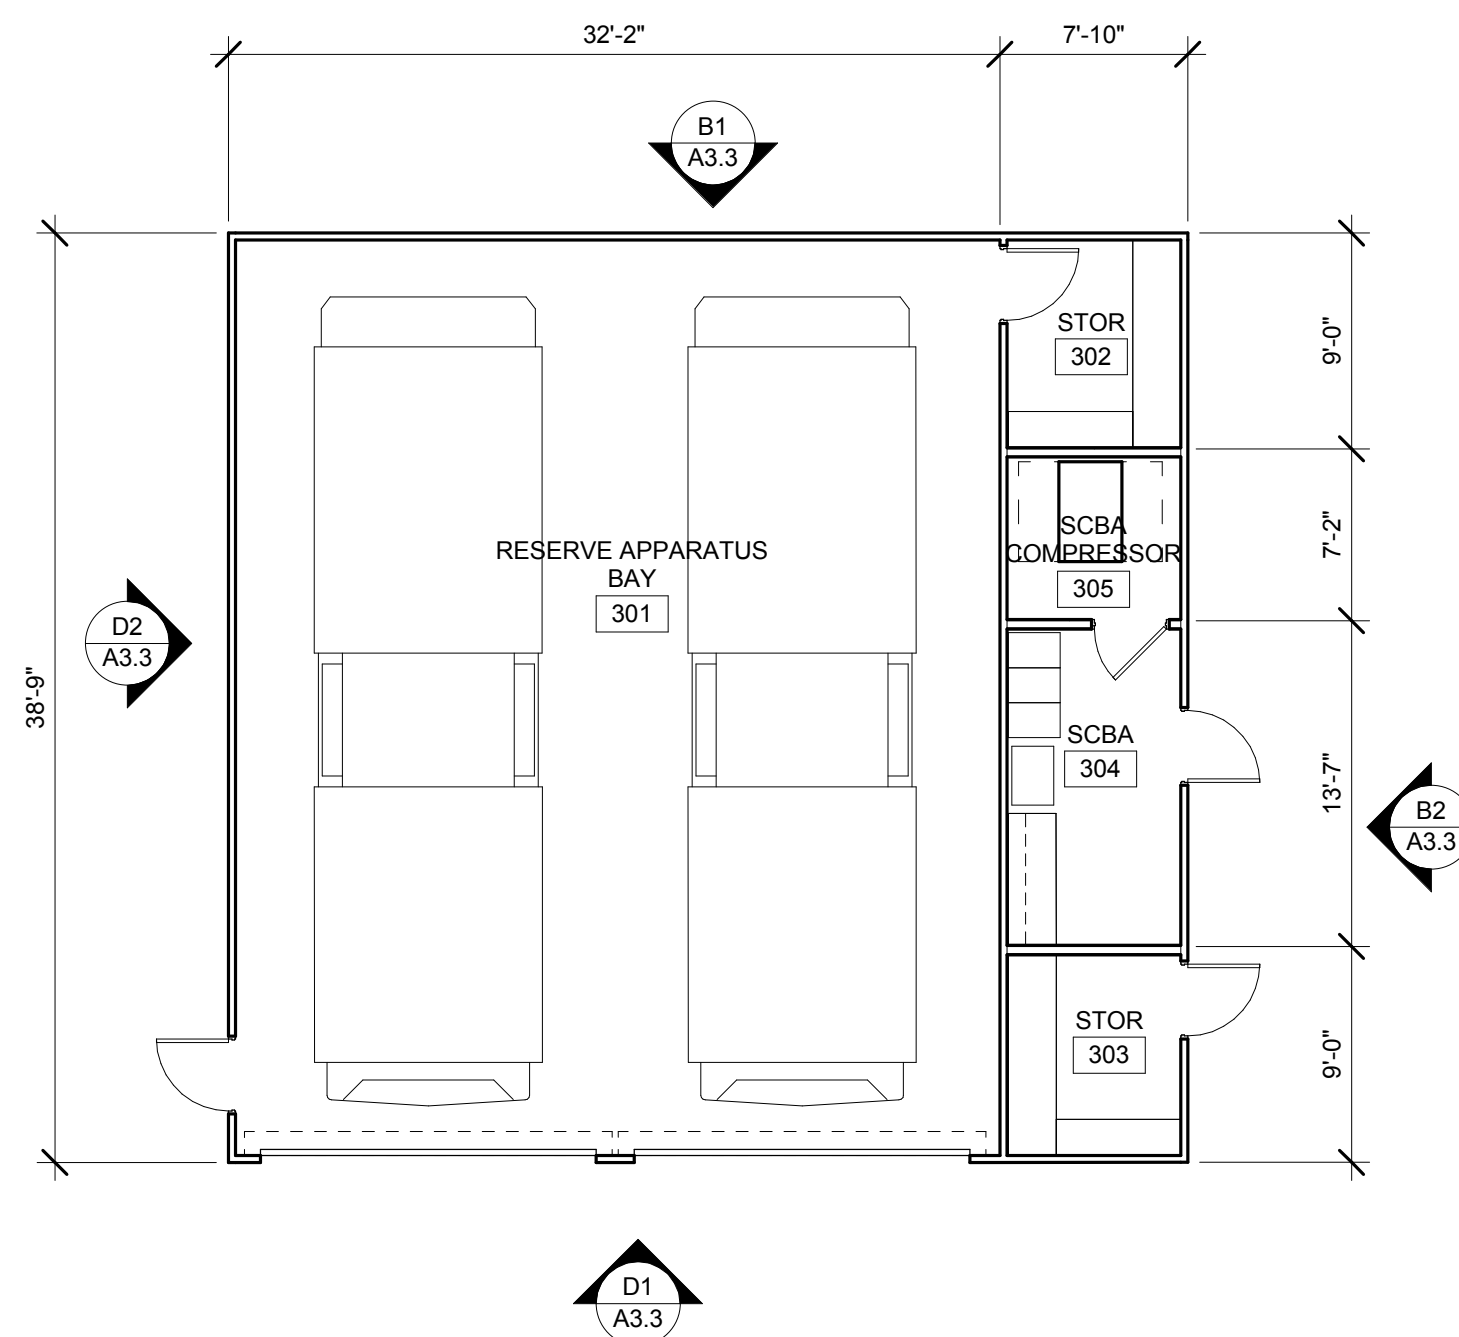 32'-2"
7'-10"
B1
A3.3
STOR
302
9'-0"
SCBA
COMPRESSOR
305
7'-2"
RESERVE APPARATUS
BAY
301
D2
A3.3
38'-9"
SCBA
304
13'-7"
B2
A3.3
STOR
303
9'-0"
D1
A3.3